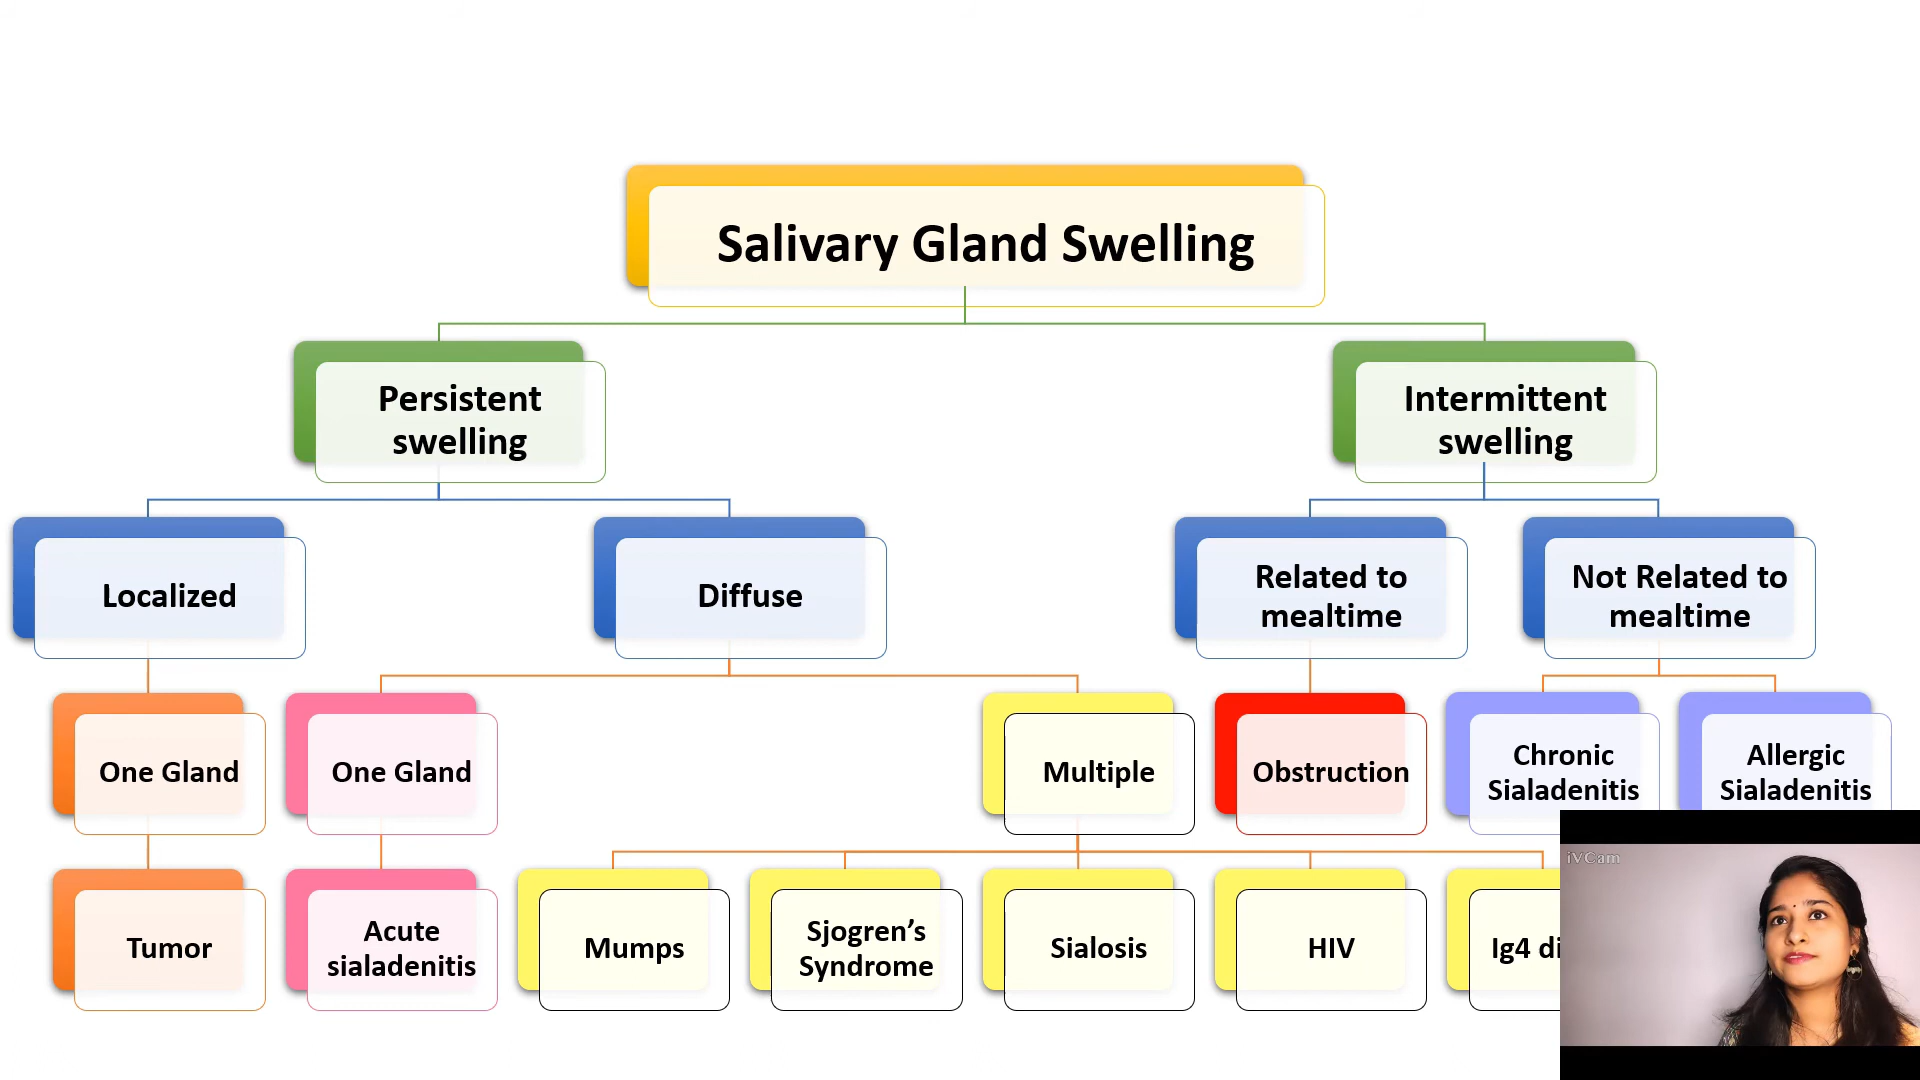 Salivary Gland Swelling
Persistent
swelling
Intermittent
swelling
Localized
Diffuse
Related to
mealtime
Not Related to
mealtime
One Gland
One Gland
Multiple
Obstruction
Chronic
Sialadenitis
Allergic
Sialadenitis
Tumor
Acute
sialadenitis
Mumps
Sjogren’s
Syndrome
Sialosis
HIV
Ig4
iVCam